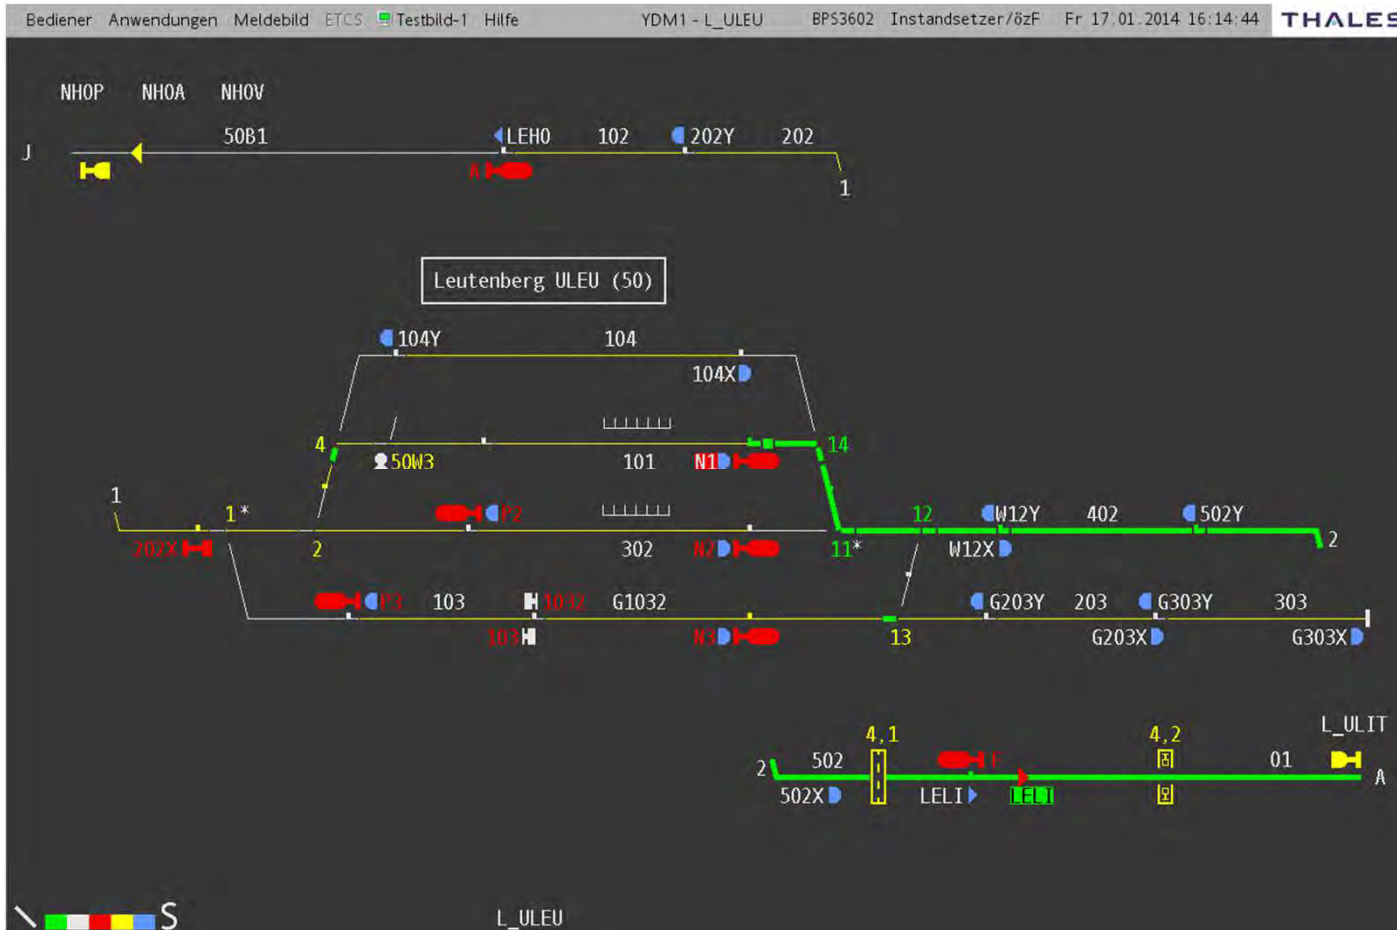 Bediener Anwendungen Meldebild ETCS Testbild-1 Hilfe YDM1 - L_ULEU BPS3602 Instandsetzer/özF Fr 17.01.2014 16:14:44 THALES
NHOP NHOA NHOV
50B1 LEHO 102 202Y 202
J
A
1
Leutenberg ULEU (50)
104Y 104
104X
4 14
50W3 101 N1
1 1* P2 12 W12Y 402 502Y
202X 2 302 N2 11* W12X 2
P3 103 1032 G1032 G203Y 203 G303Y 303
103 N3 13 G203X G303X
L_ULIT
4,1 4,2
2 502 F 01 A
502X LELI LELI
S
L_ULEU